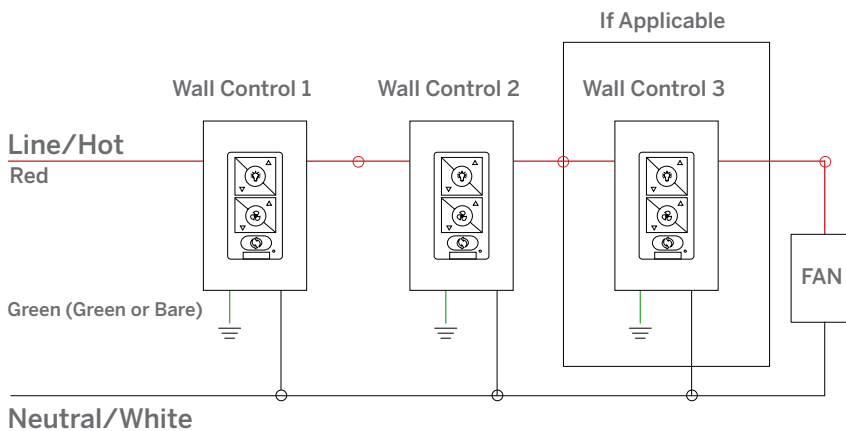 If Applicable
Wall Control 1
Wall Control 2
Wall Control 3
Line/Hot
Red
FAN
Green (Green or Bare)
Neutral/White